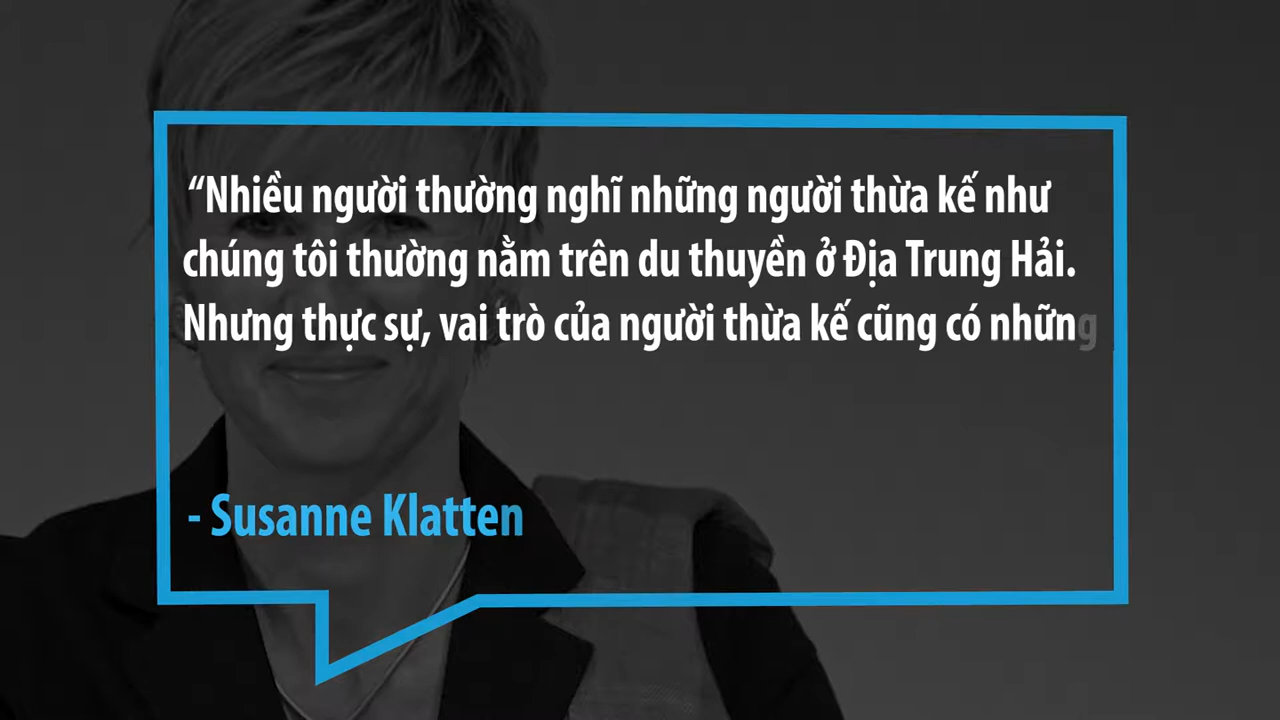 “Nhiều người thường nghĩ những người thừa kế như
chúng tôi thường nằm trên du thuyền ở Địa Trung Hải.
Nhưng thực sự, vai trò của người thừa kế cũng có những
- Susanne Klatten